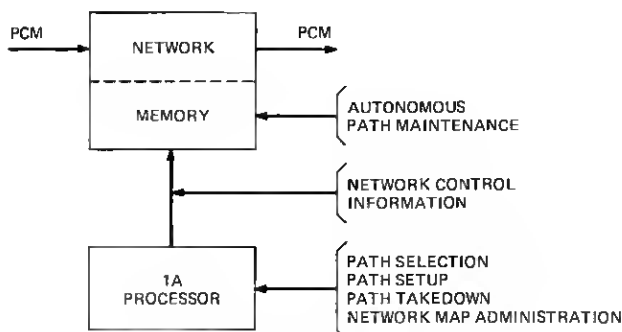 PCM
NETWORK
PCM
MEMORY
AUTONOMOUS
PATH MAINTENANCE
NETWORK CONTROL
INFORMATION
1A
PROCESSOR
PATH SELECTION
PATH SETUP
PATH TAKEDOWN
NETWORK MAP ADMINISTRATION